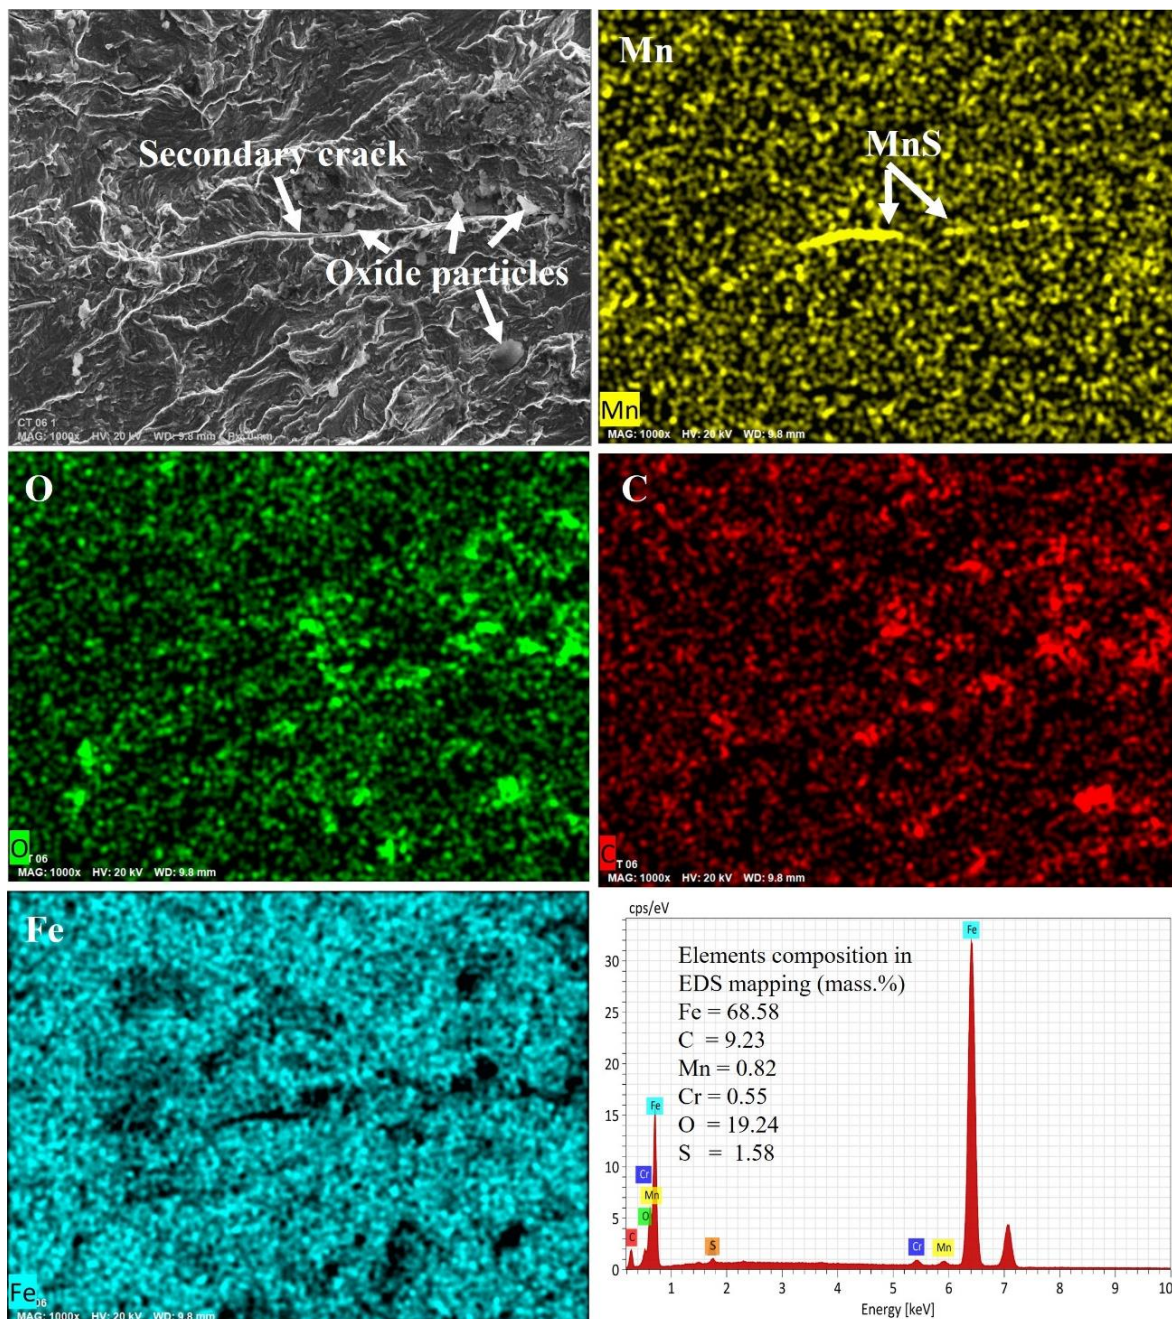 Secondary crack
Oxide particles
CT 06 1
MAG: 1000x HV: 20 kV WD: 9.8 mm
Mn
MnS
Mn
MAG: 1000x HV: 20 kV WD: 9.8 mm
O
O
T 06
MAG: 1000x HV: 20 kV WD: 9.8 mm
C
C
T 06
MAG: 1000x HV: 20 kV WD: 9.8 mm
Fe
Fe
06
MAG: 1000x HV: 20 kV WD: 9.8 mm
cps/eV
Fe
Elements composition in
EDS mapping (mass.%)
Fe = 68.58
C = 9.23
Mn = 0.82
Cr = 0.55
O = 19.24
S = 1.58
30
25
20
15
10
5
0
Fe
Cr
Mn
O
C
S
Cr
Mn
1 2 3 4 5 6 7 8 9 10
Energy [keV]